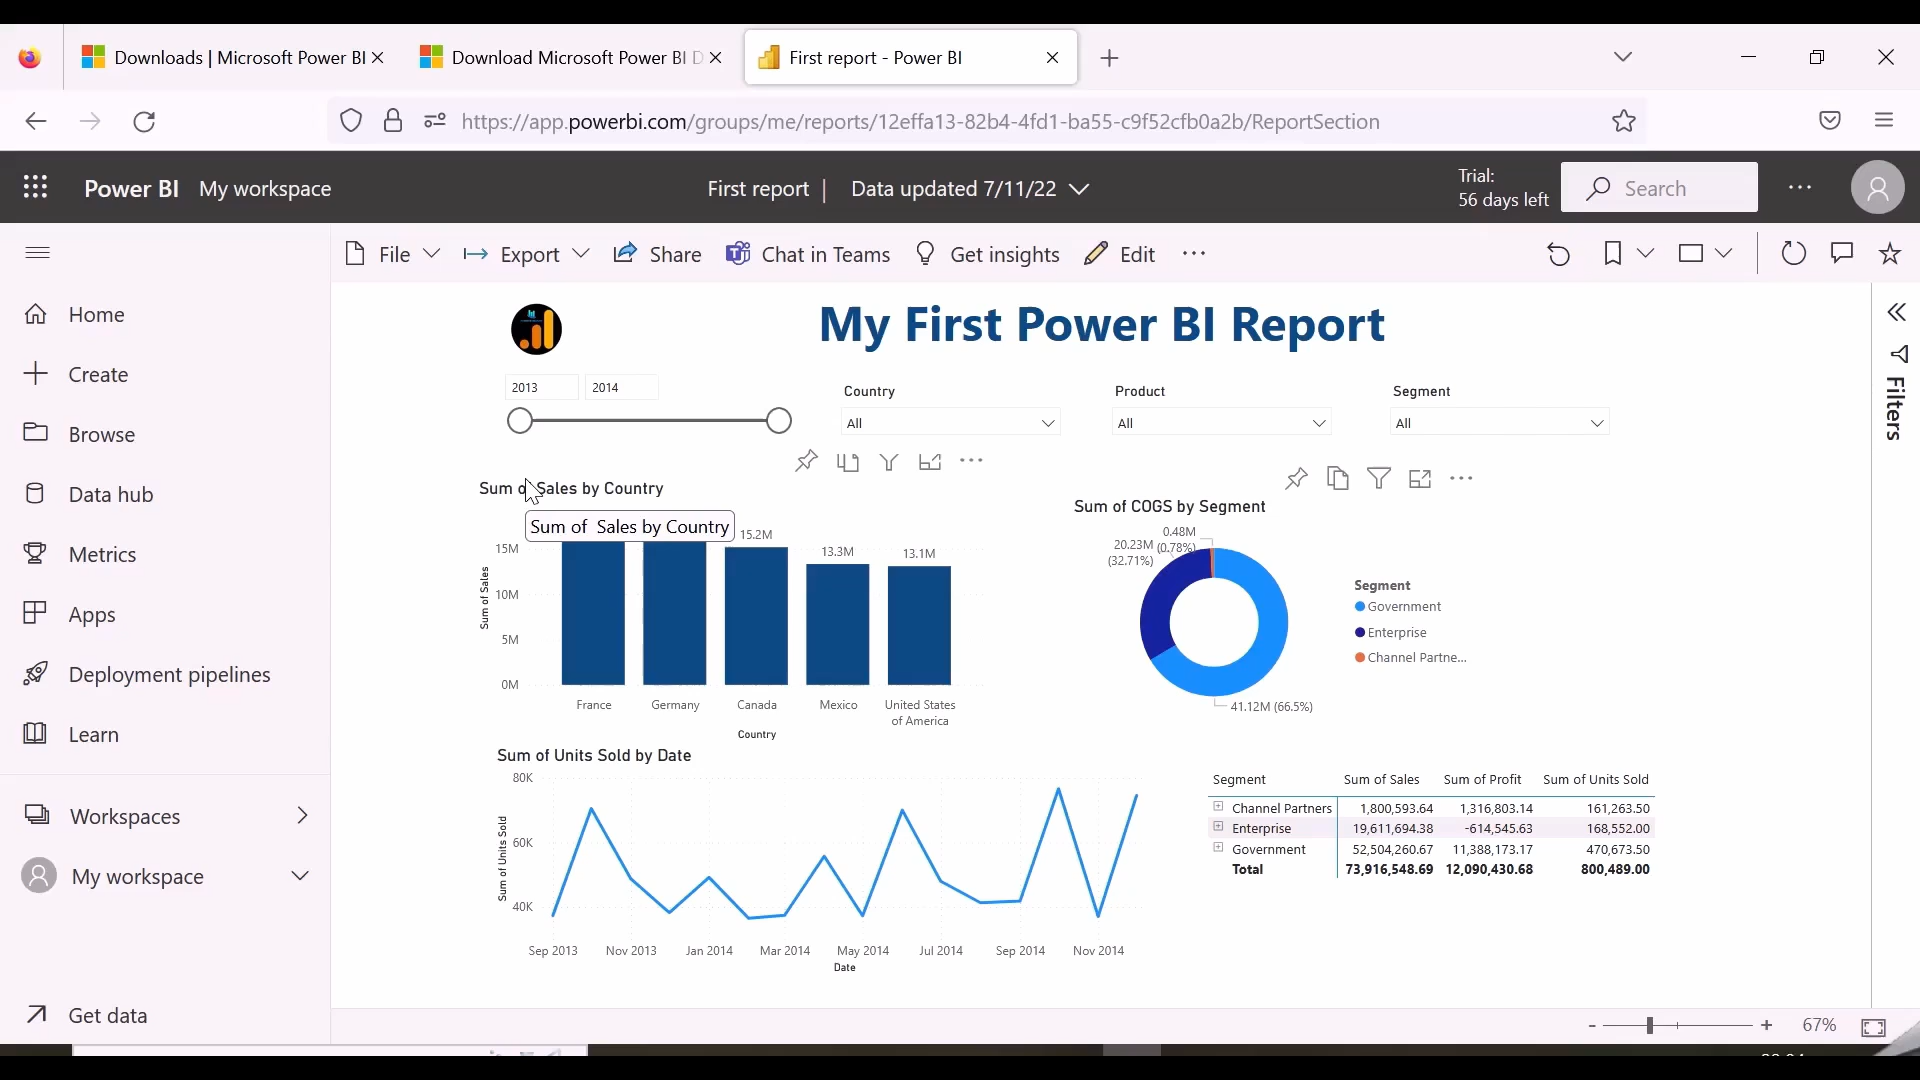 Downloads | Microsoft Power BI
Download Microsoft Power BI D
First report - Power BI
https://app.powerbi.com/groups/me/reports/12effa13-82b4-4fd1-ba55-c9f52cfb0a2b/ReportSection
Power BI My workspace
First report | Data updated 7/11/22
Trial:
56 days left
Search
File Export Share Chat in Teams Get insights Edit
Home
Create
Browse
Data hub
Metrics
Apps
Deployment pipelines
Learn
Workspaces
My workspace
Get data
My First Power BI Report
2013 2014
Country
All
Product
All
Segment
All
Filters
Sum of Sales by Country
Sum of Sales by Country
15.2M
13.3M
13.1M
15M
10M
5M
0M
Sum of Sales
France
Germany
Canada
Mexico
United States
of America
Country
Sum of COGS by Segment
0.48M
(0.78%)
20.23M
(32.71%)
41.12M (66.5%)
Segment
Government
Enterprise
Channel Partne...
Sum of Units Sold by Date
80K
60K
40K
Sum of Units Sold
Sep 2013
Nov 2013
Jan 2014
Mar 2014
May 2014
Jul 2014
Sep 2014
Nov 2014
Date
Segment Sum of Sales Sum of Profit Sum of Units Sold
Channel Partners 1,800,593.64 1,316,803.14 161,263.50
Enterprise 19,611,694.38 -614,545.63 168,552.00
Government 52,504,260.67 11,388,173.17 470,673.50
Total 73,916,548.69 12,090,430.68 800,489.00
- + 67%